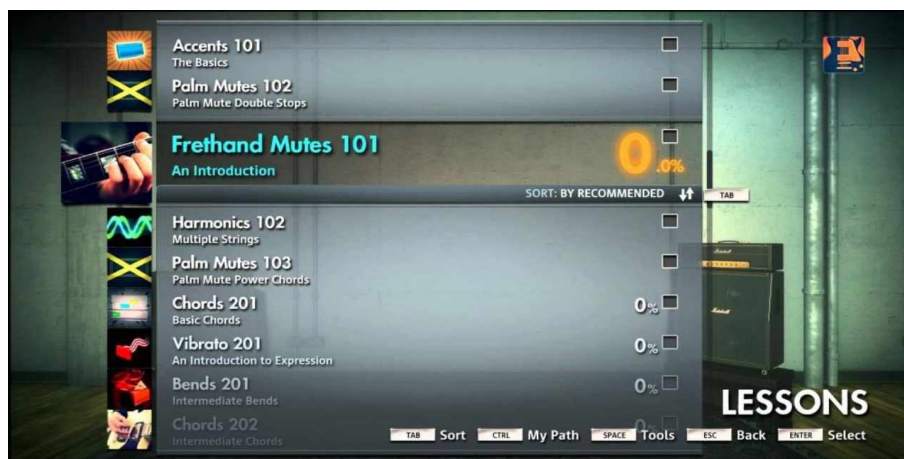 Accents 101
The Basics
Palm Mutes 102
Palm Mute Double Stops
Frethand Mutes 101
An Introduction
0.0%
SORT: BY RECOMMENDED
TAB
Harmonics 102
Multiple Strings
Palm Mutes 103
Palm Mute Power Chords
Chords 201
Basic Chords
0%
Vibrato 201
An Introduction to Expression
0%
Bends 201
Intermediate Bends
0%
Chords 202
Intermediate Chords
0%
LESSONS
TAB Sort CTRL My Path SPACE Tools ESC Back ENTER Select